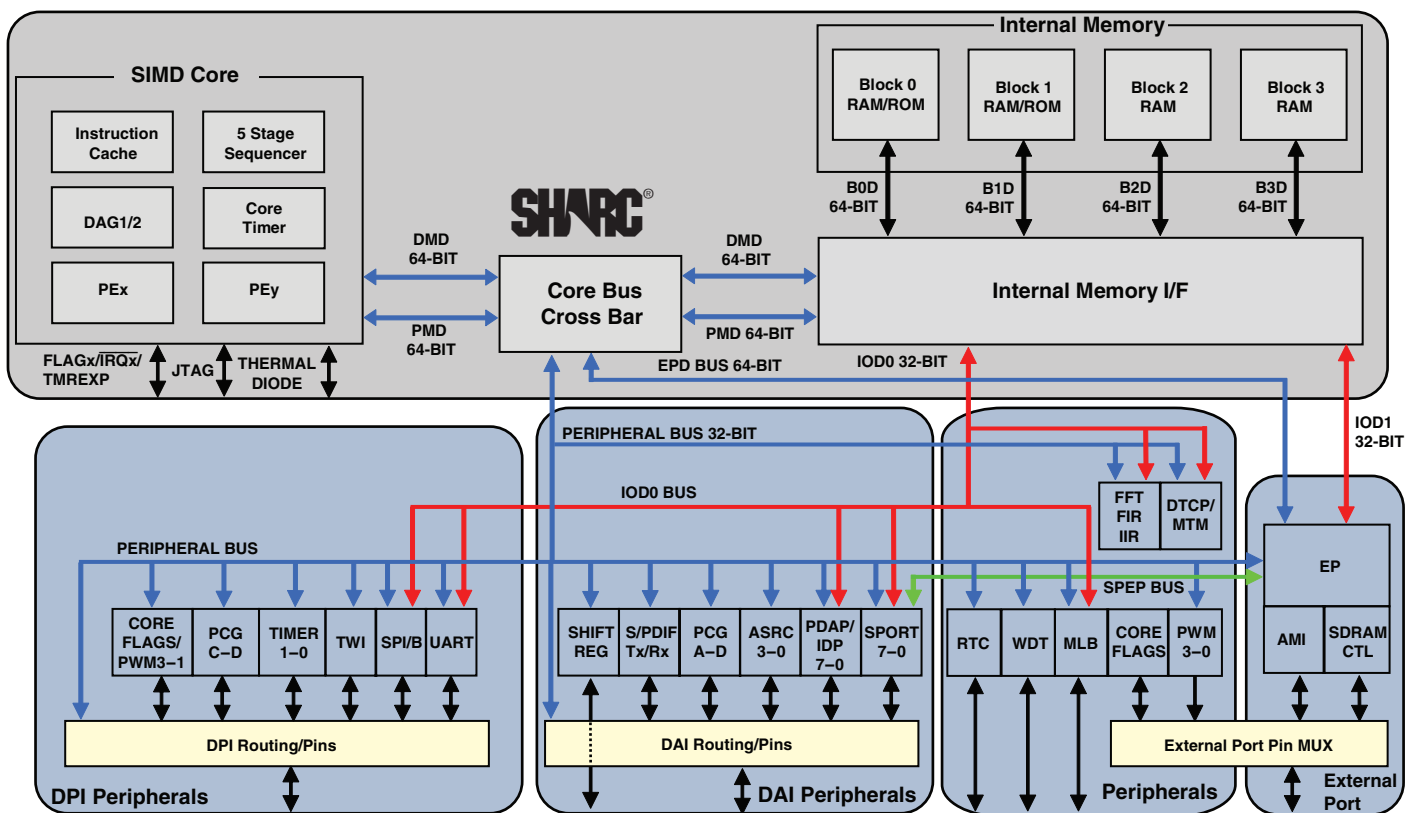 Internal Memory
SIMD Core
Block 0
RAM/ROM
Block 1
RAM/ROM
Block 2
RAM
Block 3
RAM
Instruction
Cache
5 Stage
Sequencer
DAG1/2
Core
Timer
PEx
PEy
SHARC®
B0D
64-BIT
B1D
64-BIT
B2D
64-BIT
B3D
64-BIT
DMD
64-BIT
DMD
64-BIT
Core Bus
Cross Bar
Internal Memory I/F
PMD
64-BIT
PMD 64-BIT
FLAGx/IRQx/
TMREXP
JTAG
THERMAL
DIODE
EPD BUS 64-BIT
IOD0 32-BIT
IOD1
32-BIT
PERIPHERAL BUS 32-BIT
IOD0 BUS
FFT
FIR
IIR
DTCP/
MTM
PERIPHERAL BUS
EP
SPEP BUS
CORE
FLAGS/
PWM3–1
PCG
C–D
TIMER
1–0
TWI
SPI/B
UART
SHIFT
REG
S/PDIF
Tx/Rx
PCG
A–D
ASRC
3–0
PDAP/
IDP
7–0
SPORT
7–0
RTC
WDT
MLB
CORE
FLAGS
PWM
3–0
AMI
SDRAM
CTL
DPI Routing/Pins
DAI Routing/Pins
External Port Pin MUX
DPI Peripherals
DAI Peripherals
Peripherals
External
Port